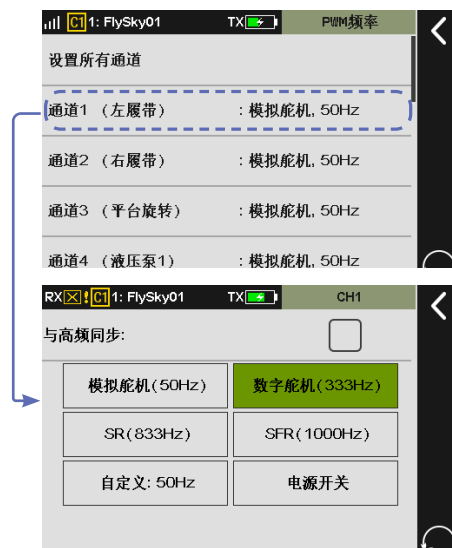 C1 1: FlySky01 TX PWM频率
设置所有通道
通道1 （左履带） : 模拟舵机, 50Hz
通道2 （右履带） : 模拟舵机, 50Hz
通道3 （平台旋转） : 模拟舵机, 50Hz
通道4 （液压泵1） : 模拟舵机, 50Hz
RX ! C1 1: FlySky01 TX CH1
与高频同步:
模拟舵机(50Hz) 数字舵机(333Hz)
SR(833Hz) SFR(1000Hz)
自定义: 50Hz 电源开关